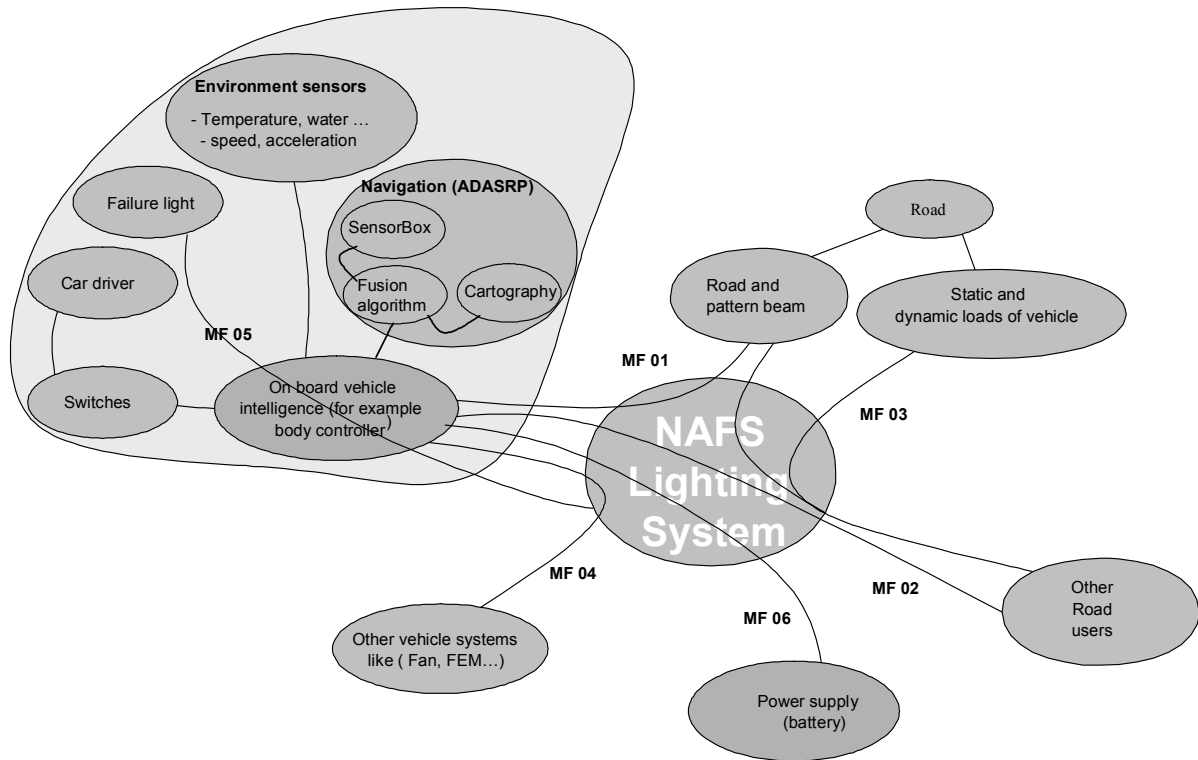 Environment sensors
- Temperature, water ...
- speed, acceleration
Failure light
Navigation (ADASRP)
SensorBox
Fusion
algorithm
Cartography
Car driver
MF 05
Switches
On board vehicle
intelligence (for example
body controller)
Road
Road and
pattern beam
Static and
dynamic loads of vehicle
MF 01
MF 03
NAFS
Lighting
System
MF 04
MF 02
MF 06
Other
Road
users
Other vehicle systems
like ( Fan, FEM...)
Power supply
(battery)